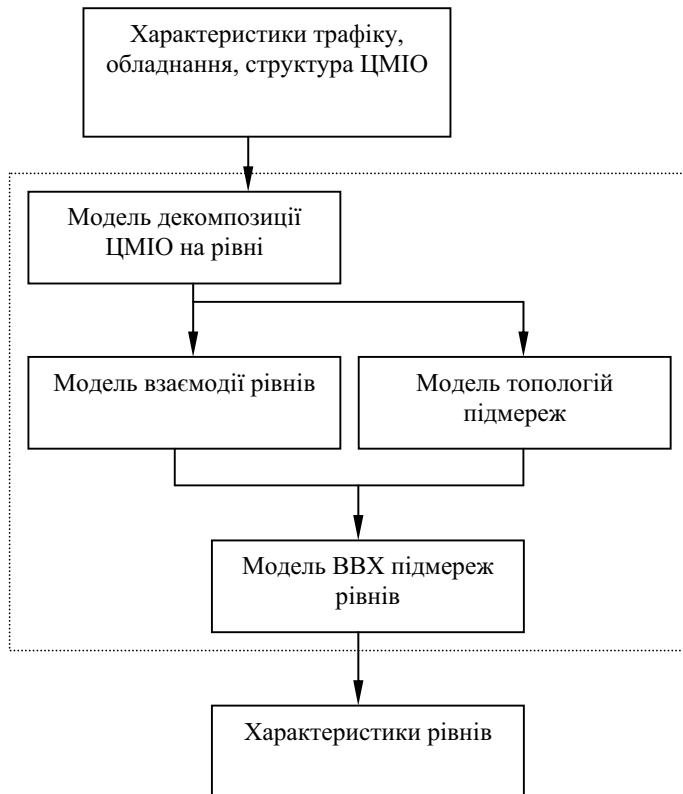 Характеристики трафіку,
обладнання, структура ЦМІО
Модель декомпозиції
ЦМІО на рівні
Модель взаємодії рівнів
Модель топологій
підмереж
Модель ВВХ підмереж
рівнів
Характеристики рівнів